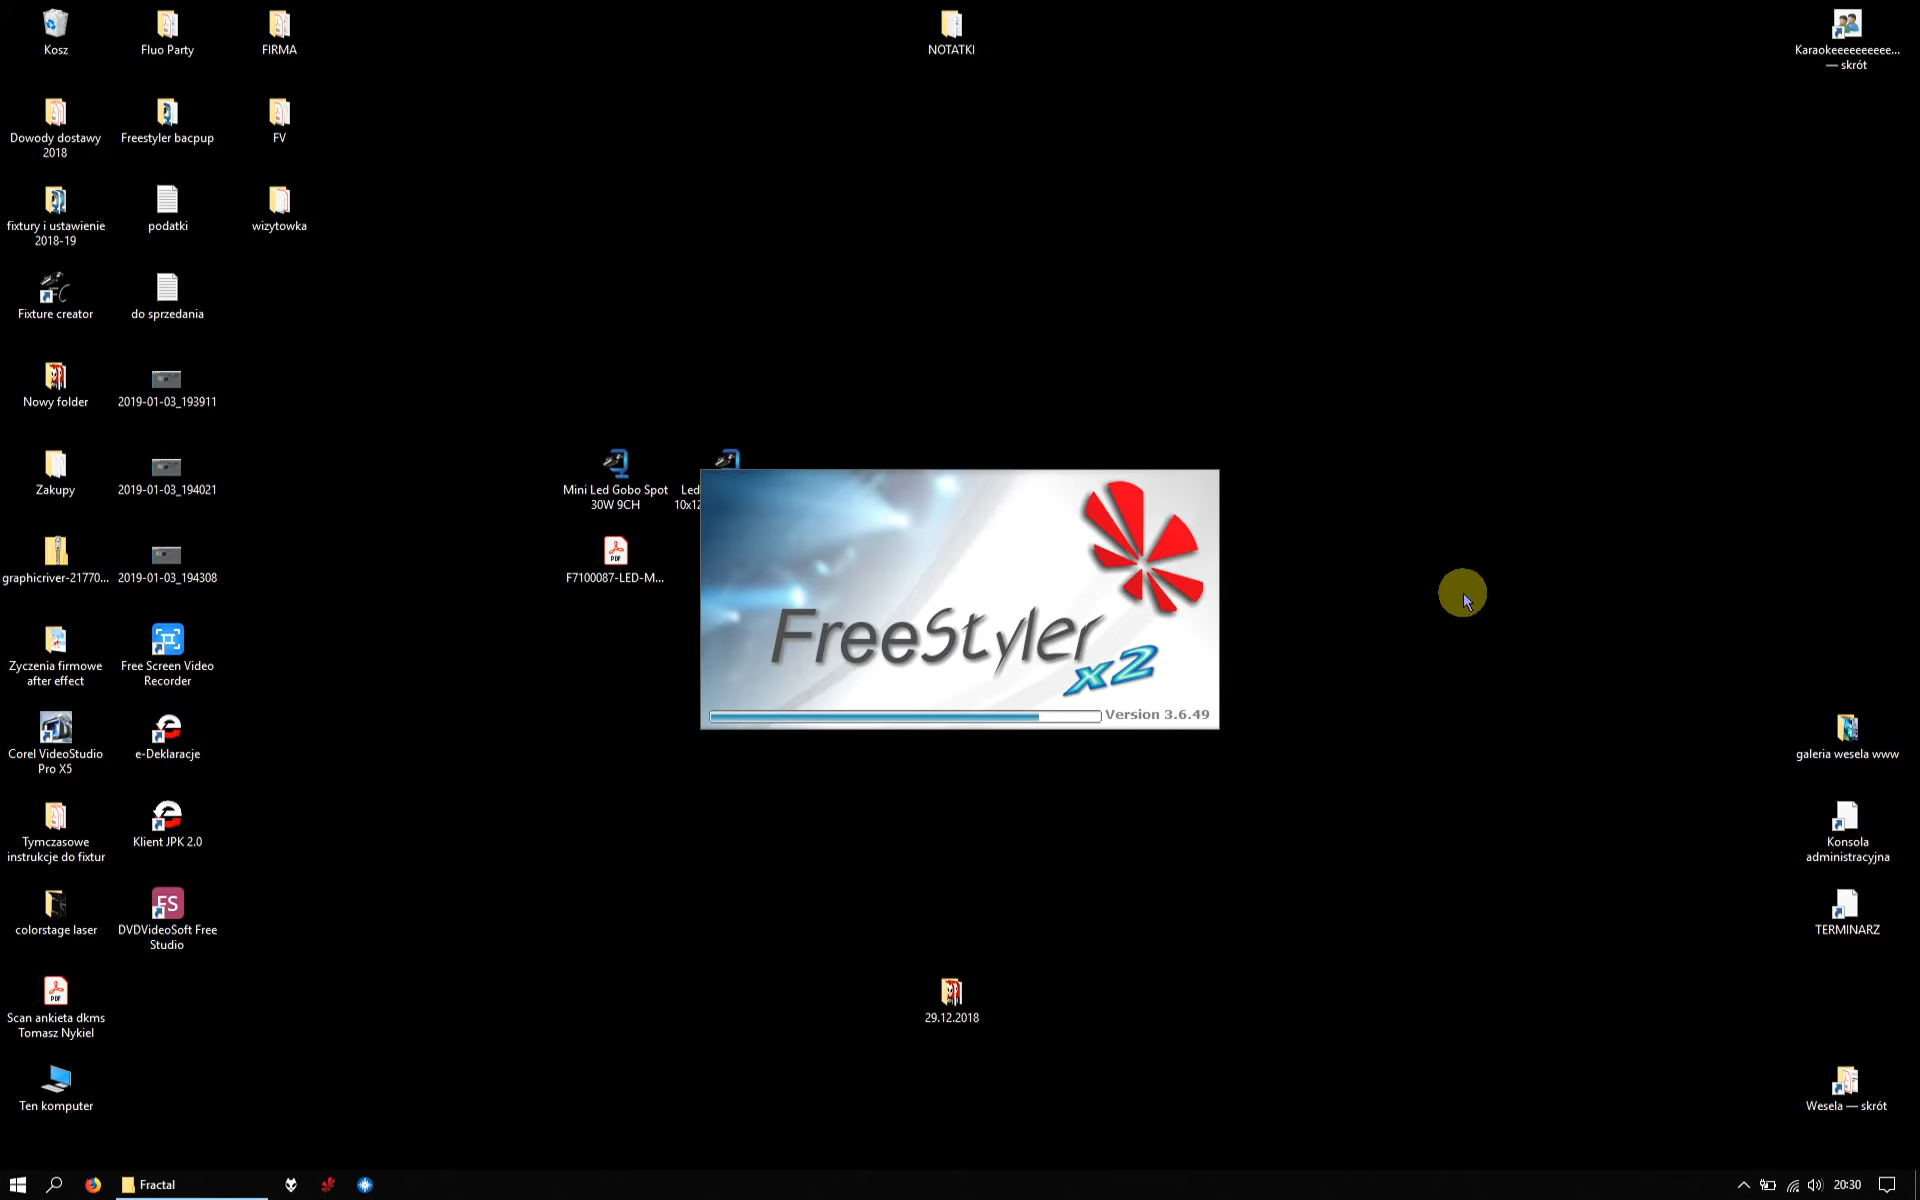 Kosz
Fluo Party
FIRMA
NOTATKI
Karaokeeeeeeeeee...
— skrót
Dowody dostawy
2018
Freestyler bacpup
FV
fixtury i ustawienie
2018-19
podatki
wizytowka
Fixture creator
do sprzedania
Nowy folder
2019-01-03_193911
Zakupy
2019-01-03_194021
Mini Led Gobo Spot
30W 9CH
Led
10x12
graphicriver-21770...
2019-01-03_194308
PDF
F7100087-LED-M...
FreeStyler
x2
Version 3.6.49
Zyczenia firmowe
after effect
Free Screen Video
Recorder
Corel VideoStudio
Pro X5
e-Deklaracje
galeria wesela www
Tymczasowe
instrukcje do fixtur
Klient JPK 2.0
Konsola
administracyjna
colorstage laser
FS
DVDVideoSoft Free
Studio
TERMINARZ
PDF
Scan ankieta dkms
Tomasz Nykiel
29.12.2018
Ten komputer
Wesela — skrót
Fractal
20:30